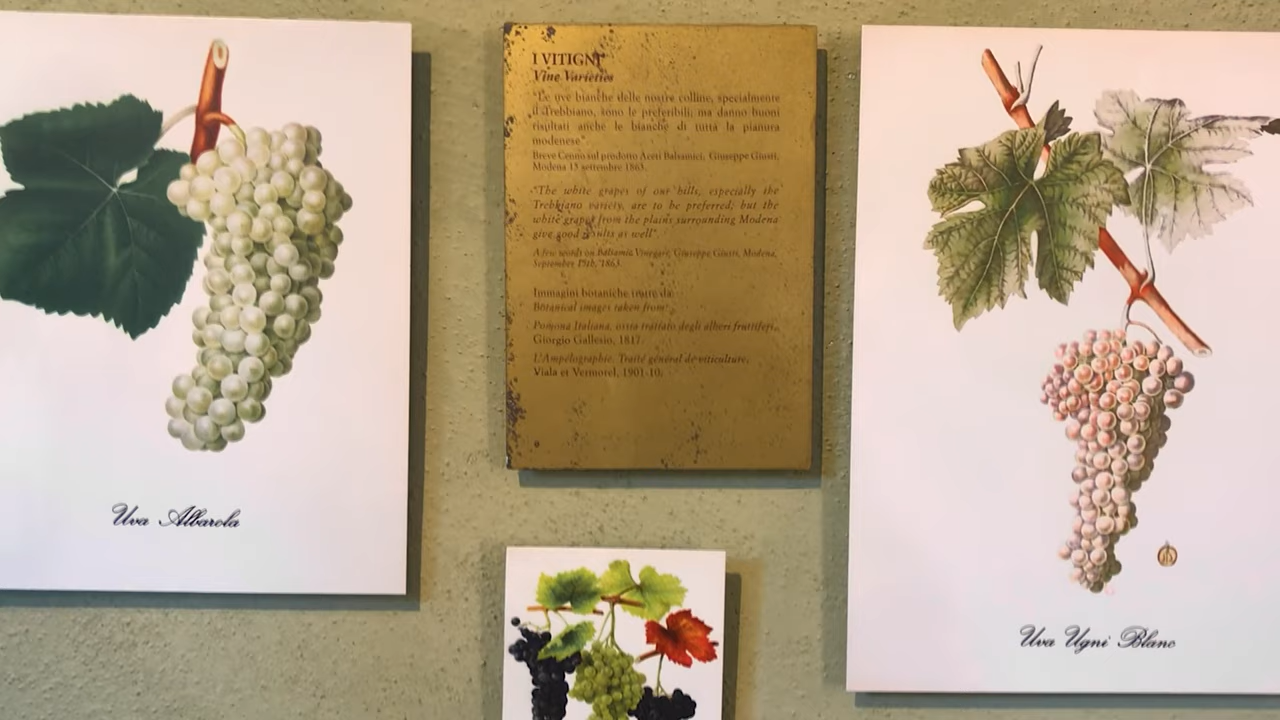 I VITIGNI
Vine Varieties
"Le uve bianche delle nostre colline, specialmente
il Trebbiano, sono le preferibili, ma danno buoni
risultati anche le bianche di tutta la pianura
modenese".
Breve Cenno sul prodotto Aceti Balsamici, Giuseppe Giusti,
Modena 15 settembre 1863.
"The white grapes of our hills, especially the
Trebbiano variety, are to be preferred; but the
white grapes from the plains surrounding Modena
give good results as well".
A few words on Balsamic Vinegars, Giuseppe Giusti, Modena,
September 15th, 1863.
Immagini botaniche tratte da:
Botanical images taken from:
Pomona Italiana, ossia trattato degli alberi fruttiferi,
Giorgio Gallesio, 1817.
L'Ampélographie. Traité général de viticulture,
Viala et Vermorel, 1901-10.
Uva Albarola
Uva Ugni Blanc